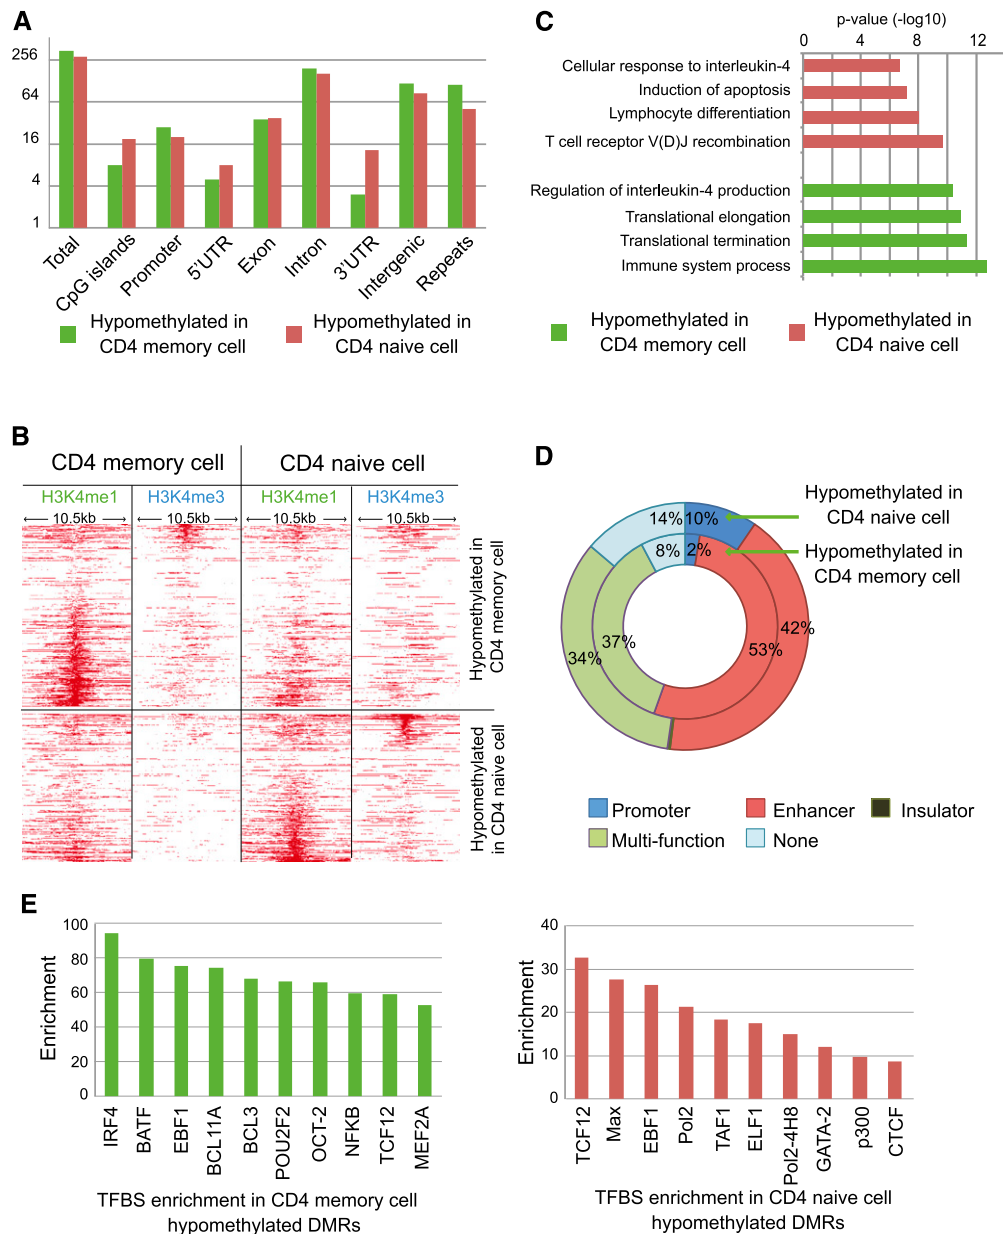 A
256
64
16
4
1
Total
CpG islands
Promoter
5'UTR
Exon
Intron
3'UTR
Intergenic
Repeats
Hypomethylated in
CD4 memory cell
Hypomethylated in
CD4 naive cell
C
p-value (-log10)
0 4 8 12
Cellular response to interleukin-4
Induction of apoptosis
Lymphocyte differentiation
T cell receptor V(D)J recombination
Regulation of interleukin-4 production
Translational elongation
Translational termination
Immune system process
Hypomethylated in
CD4 memory cell
Hypomethylated in
CD4 naive cell
B
CD4 memory cell CD4 naive cell
H3K4me1 H3K4me3 H3K4me1 H3K4me3
10.5kb 10.5kb 10.5kb 10.5kb
Hypomethylated in
CD4 memory cell
Hypomethylated
in CD4 naive cell
D
14% 10%
8% 2%
42%
53%
37%
34%
Hypomethylated in
CD4 naive cell
Hypomethylated in
CD4 memory cell
Promoter Enhancer Insulator
Multi-function None
E
Enrichment
100
80
60
40
20
0
IRF4
BATF
EBF1
BCL11A
BCL3
POU2F2
OCT-2
NFKB
TCF12
MEF2A
TFBS enrichment in CD4 memory cell
hypomethylated DMRs
Enrichment
40
30
20
10
0
TCF12
Max
EBF1
Pol2
TAF1
ELF1
Pol2-4H8
GATA-2
p300
CTCF
TFBS enrichment in CD4 naive cell
hypomethylated DMRs